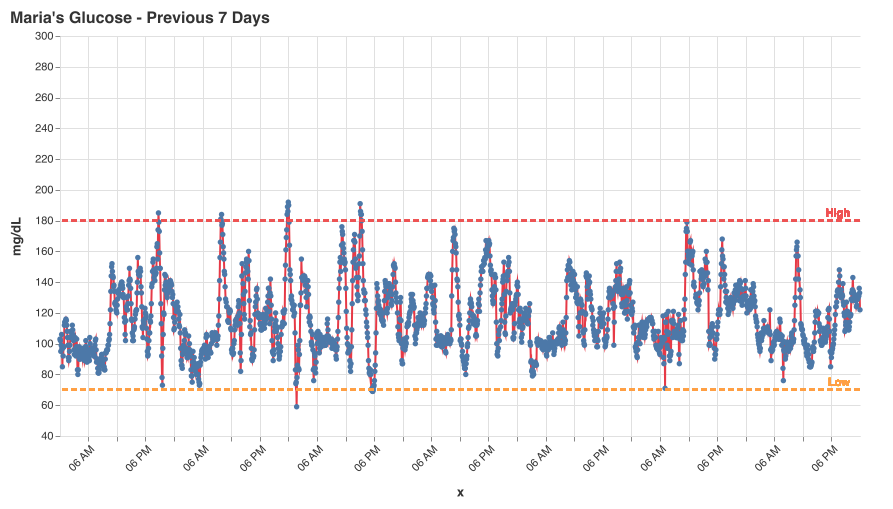 Maria's Glucose - Previous 7 Days
300
280
260
240
220
200
180
160
140
120
100
80
60
40
mg/dL
High
Low
06 AM
06 PM
06 AM
06 PM
06 AM
06 PM
06 AM
06 PM
06 AM
06 PM
06 AM
06 PM
06 AM
06 PM
x